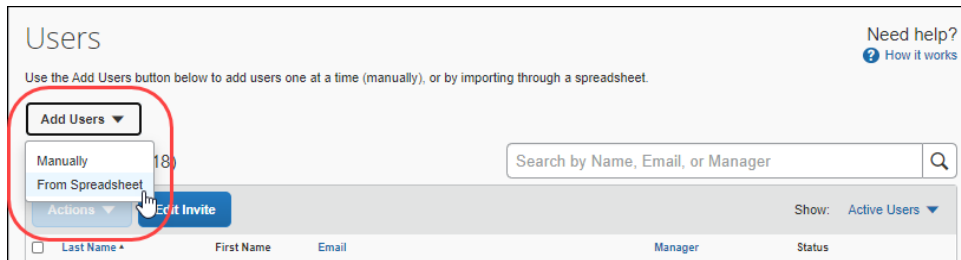 Users
Need help?
? How it works
Use the Add Users button below to add users one at a time (manually), or by importing through a spreadsheet.
Add Users
Manually
18)
Search by Name, Email, or Manager
From Spreadsheet
Actions
Edit Invite
Show: Active Users
Last Name
First Name
Email
Manager
Status